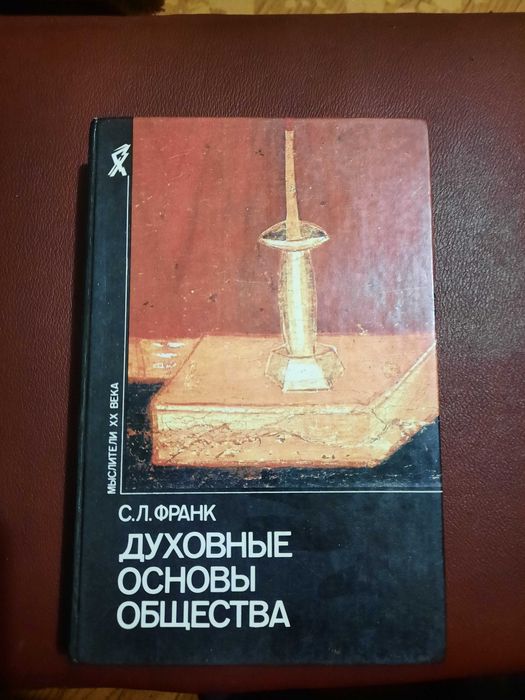 МЫСЛИТЕЛИ XX ВЕКА
С.Л.ФРАНК
ДУХОВНЫЕ
ОСНОВЫ
ОБЩЕСТВА